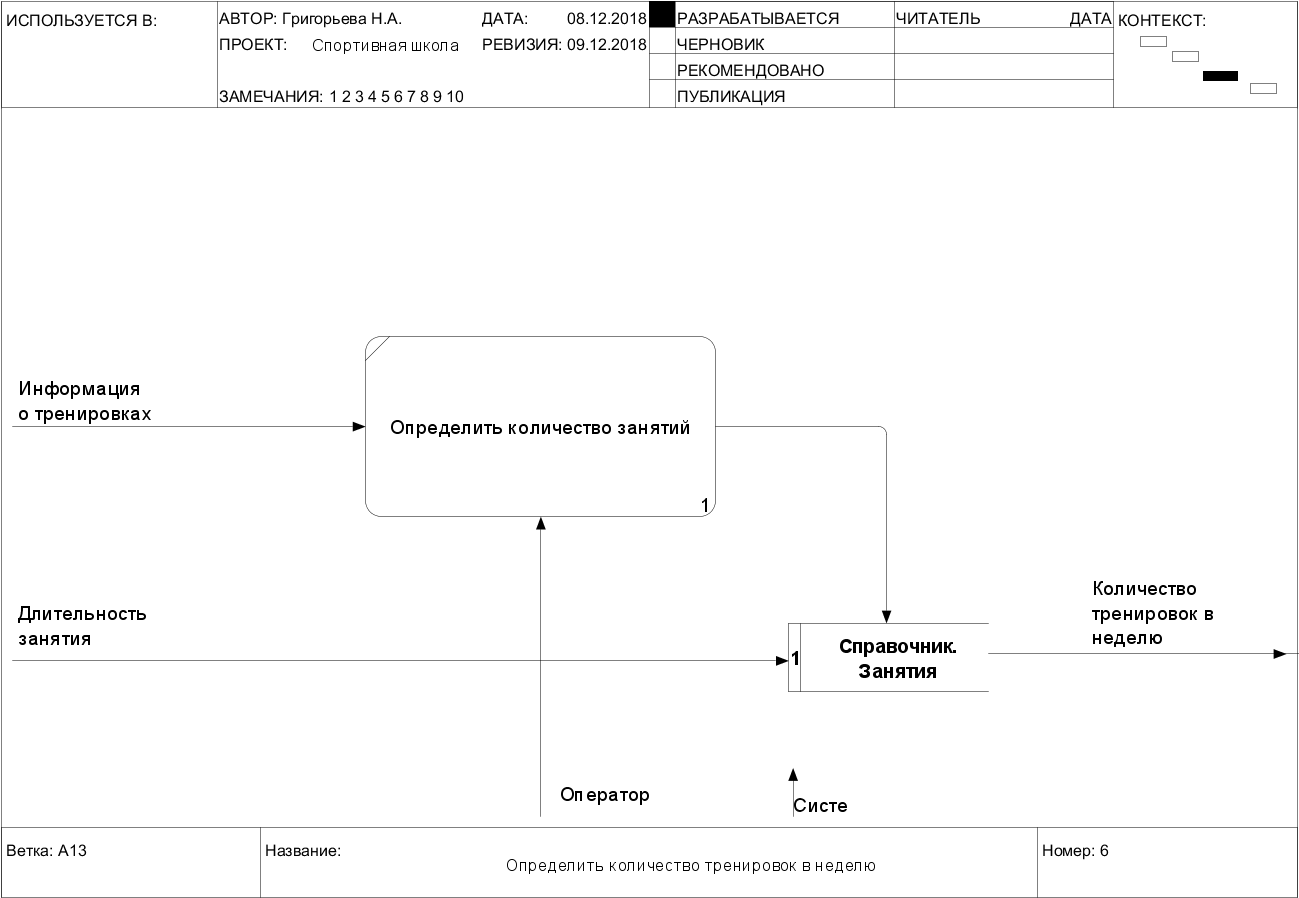 ИСПОЛЬЗУЕТСЯ В:
АВТОР: Григорьева Н.А.
ДАТА: 08.12.2018
ПРОЕКТ: Спортивная школа
РЕВИЗИЯ: 09.12.2018
ЗАМЕЧАНИЯ: 1 2 3 4 5 6 7 8 9 10
РАЗРАБАТЫВАЕТСЯ
ЧЕРНОВИК
РЕКОМЕНДОВАНО
ПУБЛИКАЦИЯ
ЧИТАТЕЛЬ ДАТА
КОНТЕКСТ:
Информация
о тренировках
Определить количество занятий
1
Длительность
занятия
1
Справочник.
Занятия
Количество
тренировок в
неделю
Оператор
Систе
Ветка: A13
Название:
Определить количество тренировок в неделю
Номер: 6